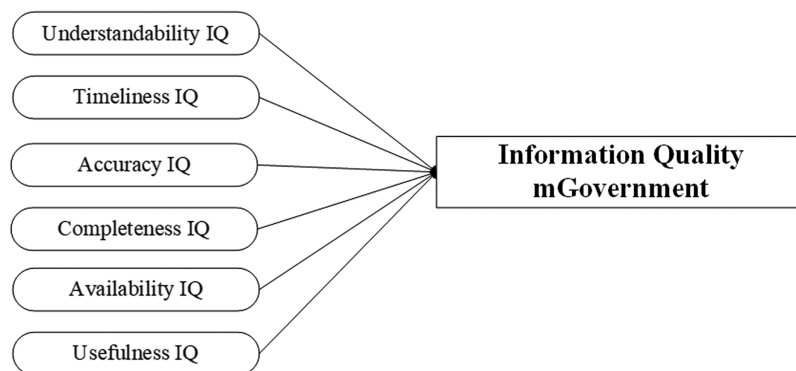 Understandability IQ
Timeliness IQ
Accuracy IQ
Completeness IQ
Availability IQ
Usefulness IQ
Information Quality
mGovernment